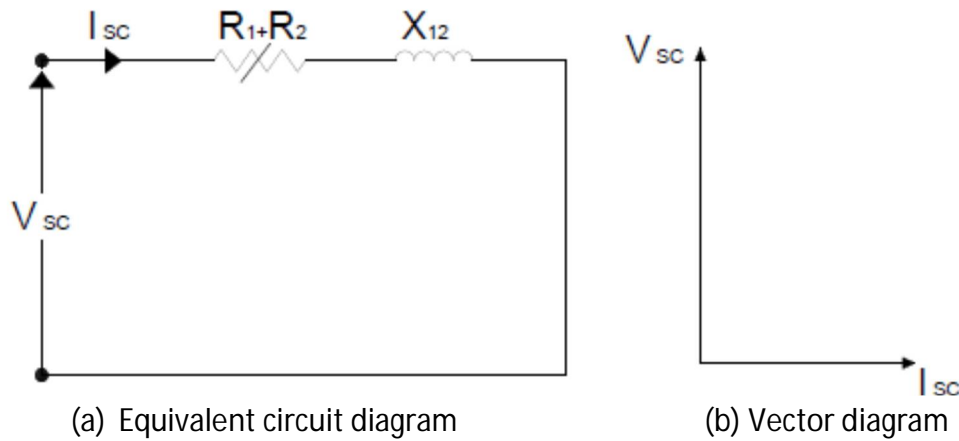 I SC R1+R2 X12
V SC
(a) Equivalent circuit diagram
V SC
I SC
(b) Vector diagram